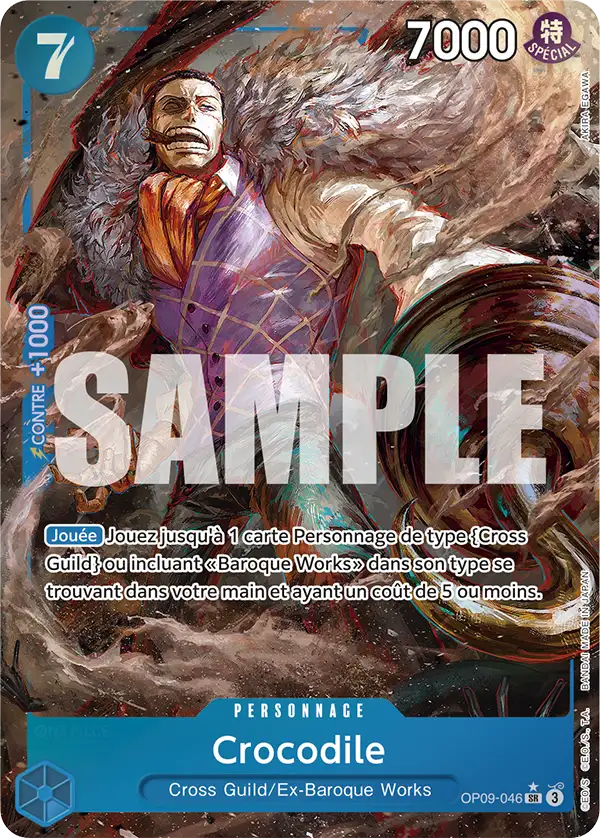 7
7000
特
SPÉCIAL
AKIRA EGAWA
CONTRE +1000
SAMPLE
Jouée Jouez jusqu'à 1 carte Personnage de type {Cross
Guild} ou incluant «Baroque Works» dans son type se
trouvant dans votre main et ayant un coût de 5 ou moins.
BANDAI MADE IN JAPAN
©E.O./S. ©E.O./S., T.A.
PERSONNAGE
ONE PIECE
Crocodile
Cross Guild/Ex-Baroque Works
OP09-046 SR 3